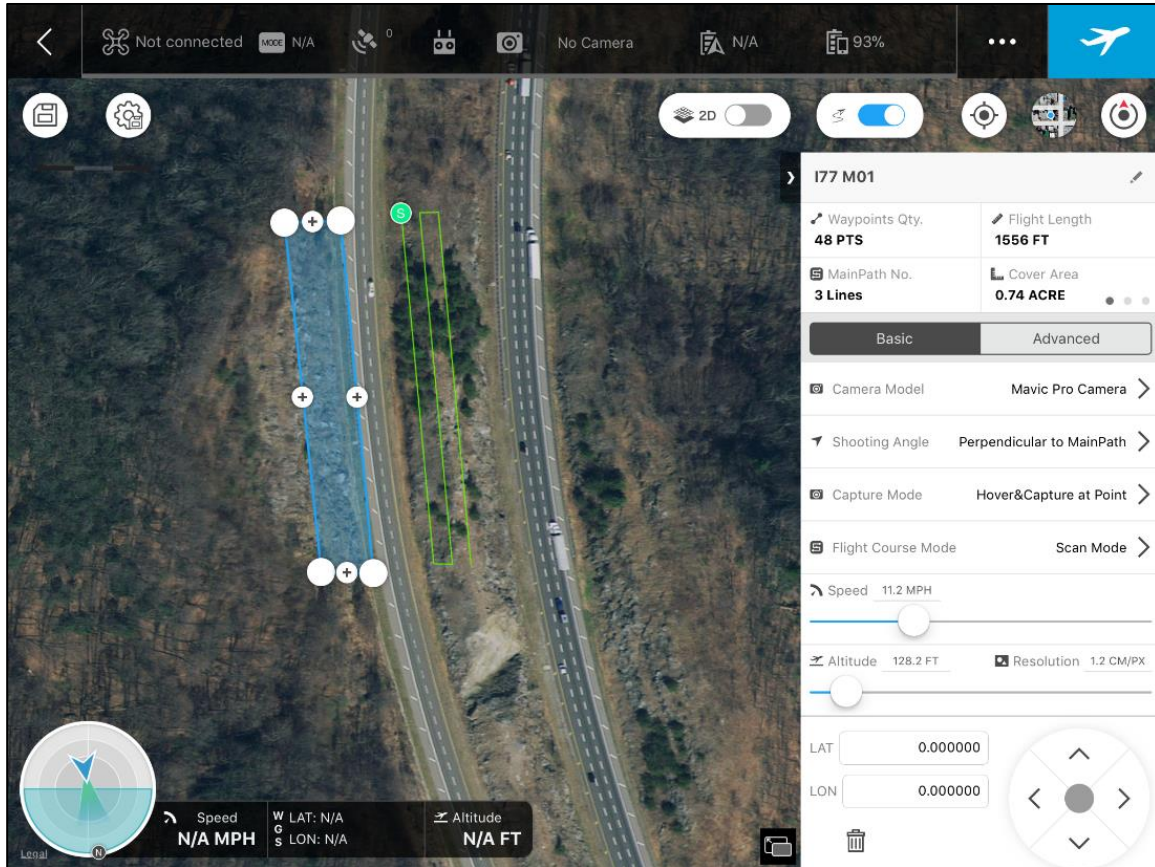 Not connected MODE N/A 0 No Camera N/A 93% •••
2D
I77 M01
Waypoints Qty. Flight Length
48 PTS 1556 FT
MainPath No. Cover Area
3 Lines 0.74 ACRE
S
Basic Advanced
Camera Model Mavic Pro Camera
Shooting Angle Perpendicular to MainPath
Capture Mode Hover&Capture at Point
Flight Course Mode Scan Mode
Speed 11.2 MPH
Altitude 128.2 FT Resolution 1.2 CM/PX
LAT 0.000000
LON 0.000000
Speed W LAT: N/A Altitude
N/A MPH G LON: N/A N/A FT
S
N
Legal